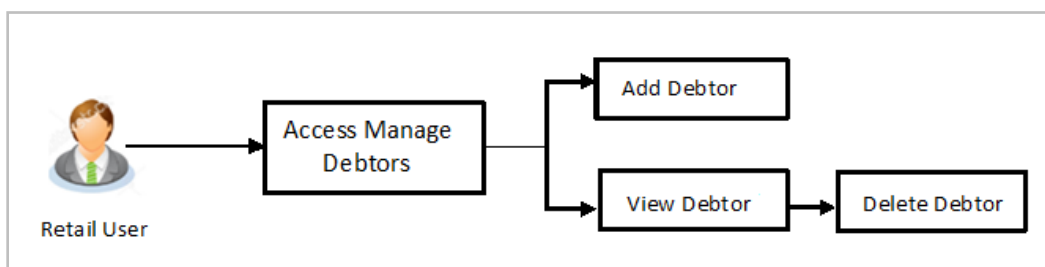 Add Debtor
Access Manage
Debtors
View Debtor
Delete Debtor
Retail User